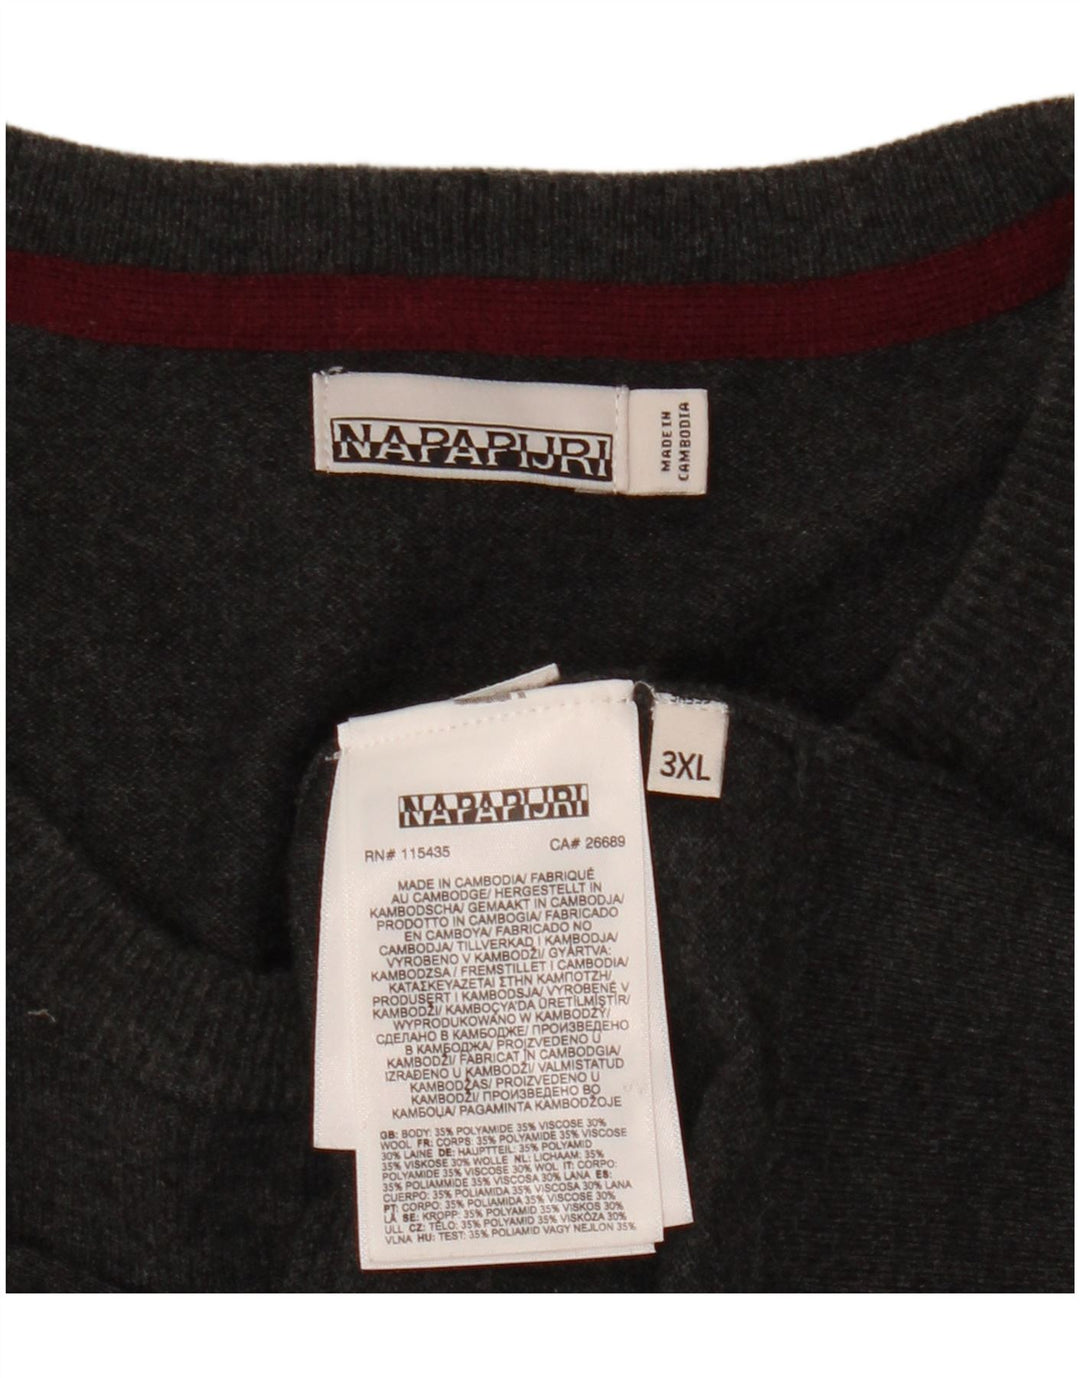 NAPAPIJRI
MADE IN
CAMBODIA
3XL
NAPAPIJRI
RN# 115435 CA# 26689
MADE IN CAMBODIA/ FABRIQUÉ
AU CAMBODGE/ HERGESTELLT IN
KAMBODSCHA/ GEMAAKT IN CAMBODJA/
PRODOTTO IN CAMBOGIA/ FABRICADO
EN CAMBOYA/ FABRICADO NO
CAMBODJA/ TILLVERKAD I KAMBODJA/
VYROBENO V KAMBODŽI/ GYÁRTVA:
KAMBODZSA / FREMSTILLET I CAMBODIA/
ΚΑΤΑΣΚΕΥΑΖΕΤΑΙ ΣΤΗΝ ΚΑΜΠΟΤΖΗ/
PRODUSERT I KAMBODSJA/ VYROBENÉ V
KAMBODŽI/ KAMBOÇYA'DA ÜRETİLMİŞTİR/
WYPRODUKOWANO W KAMBODŻY/
СДЕЛАНО В КАМБОДЖЕ/ ПРОИЗВЕДЕНО
В КАМБОДЖА/ PROIZVEDENO U
KAMBODŽI/ FABRICAT ÎN CAMBODGIA/
IZRAĐENO U KAMBODŽI/ VALMISTATUD
KAMBODŽAS/ PROIZVEDENO U
KAMBODŽI/ ПРОИЗВЕДЕНО ВО
КАМБОЏА/ PAGAMINTA KAMBODŽOJE
GB: BODY: 35% POLYAMIDE 35% VISCOSE 30%
WOOL FR: CORPS: 35% POLYAMIDE 35% VISCOSE
30% LAINE DE: HAUPTTEIL: 35% POLYAMID
35% VISKOSE 30% WOLLE NL: LICHAAM: 35%
POLYAMIDE 35% VISCOSE 30% WOL IT: CORPO:
35% POLIAMMIDE 35% VISCOSA 30% LANA ES:
CUERPO: 35% POLIAMIDA 35% VISCOSA 30% LANA
PT: CORPO: 35% POLIAMIDA 35% VISCOSE 30%
LÃ SE: KROPP: 35% POLYAMID 35% VISKOS 30%
ULL CZ: TĚLO: 35% POLYAMID 35% VISKÓZA 30%
VLNA HU: TEST: 35% POLIAMID VAGY NEJLON 35%